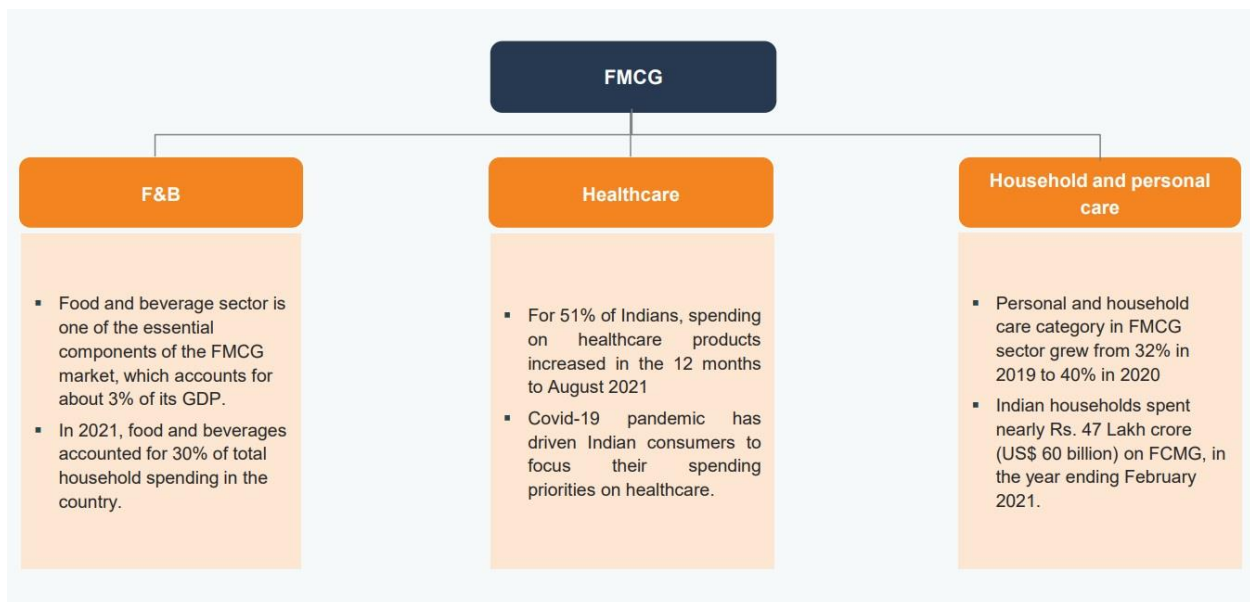 FMCG
F&B
▪ Food and beverage sector is
one of the essential
components of the FMCG
market, which accounts for
about 3% of its GDP.
▪ In 2021, food and beverages
accounted for 30% of total
household spending in the
country.
Healthcare
▪ For 51% of Indians, spending
on healthcare products
increased in the 12 months
to August 2021
▪ Covid-19 pandemic has
driven Indian consumers to
focus their spending
priorities on healthcare.
Household and personal
care
▪ Personal and household
care category in FMCG
sector grew from 32% in
2019 to 40% in 2020
▪ Indian households spent
nearly Rs. 47 Lakh crore
(US$ 60 billion) on FCMG, in
the year ending February
2021.